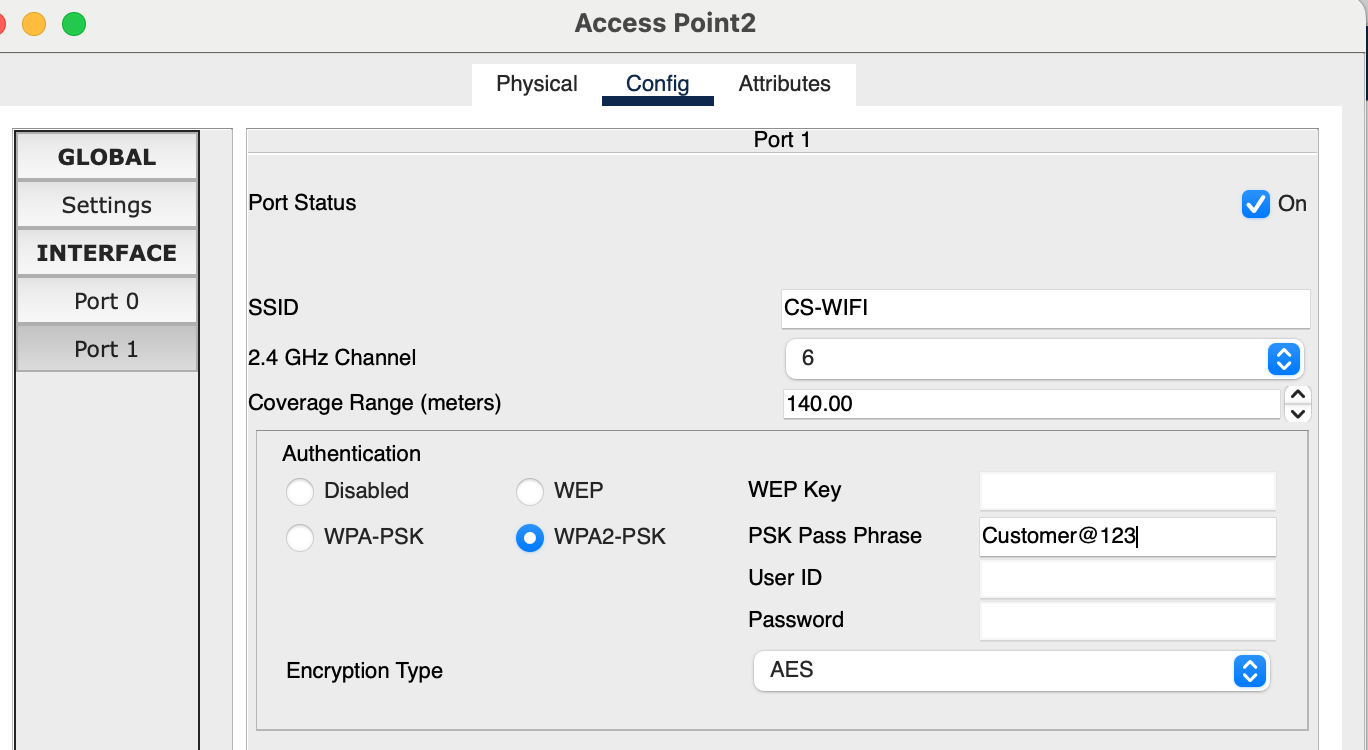 Access Point2
Physical Config Attributes
GLOBAL
Settings
INTERFACE
Port 0
Port 1
Port 1
Port Status On
SSID CS-WIFI
2.4 GHz Channel 6
Coverage Range (meters) 140.00
Authentication
Disabled WEP WEP Key
WPA-PSK WPA2-PSK PSK Pass Phrase Customer@123
User ID
Password
Encryption Type AES